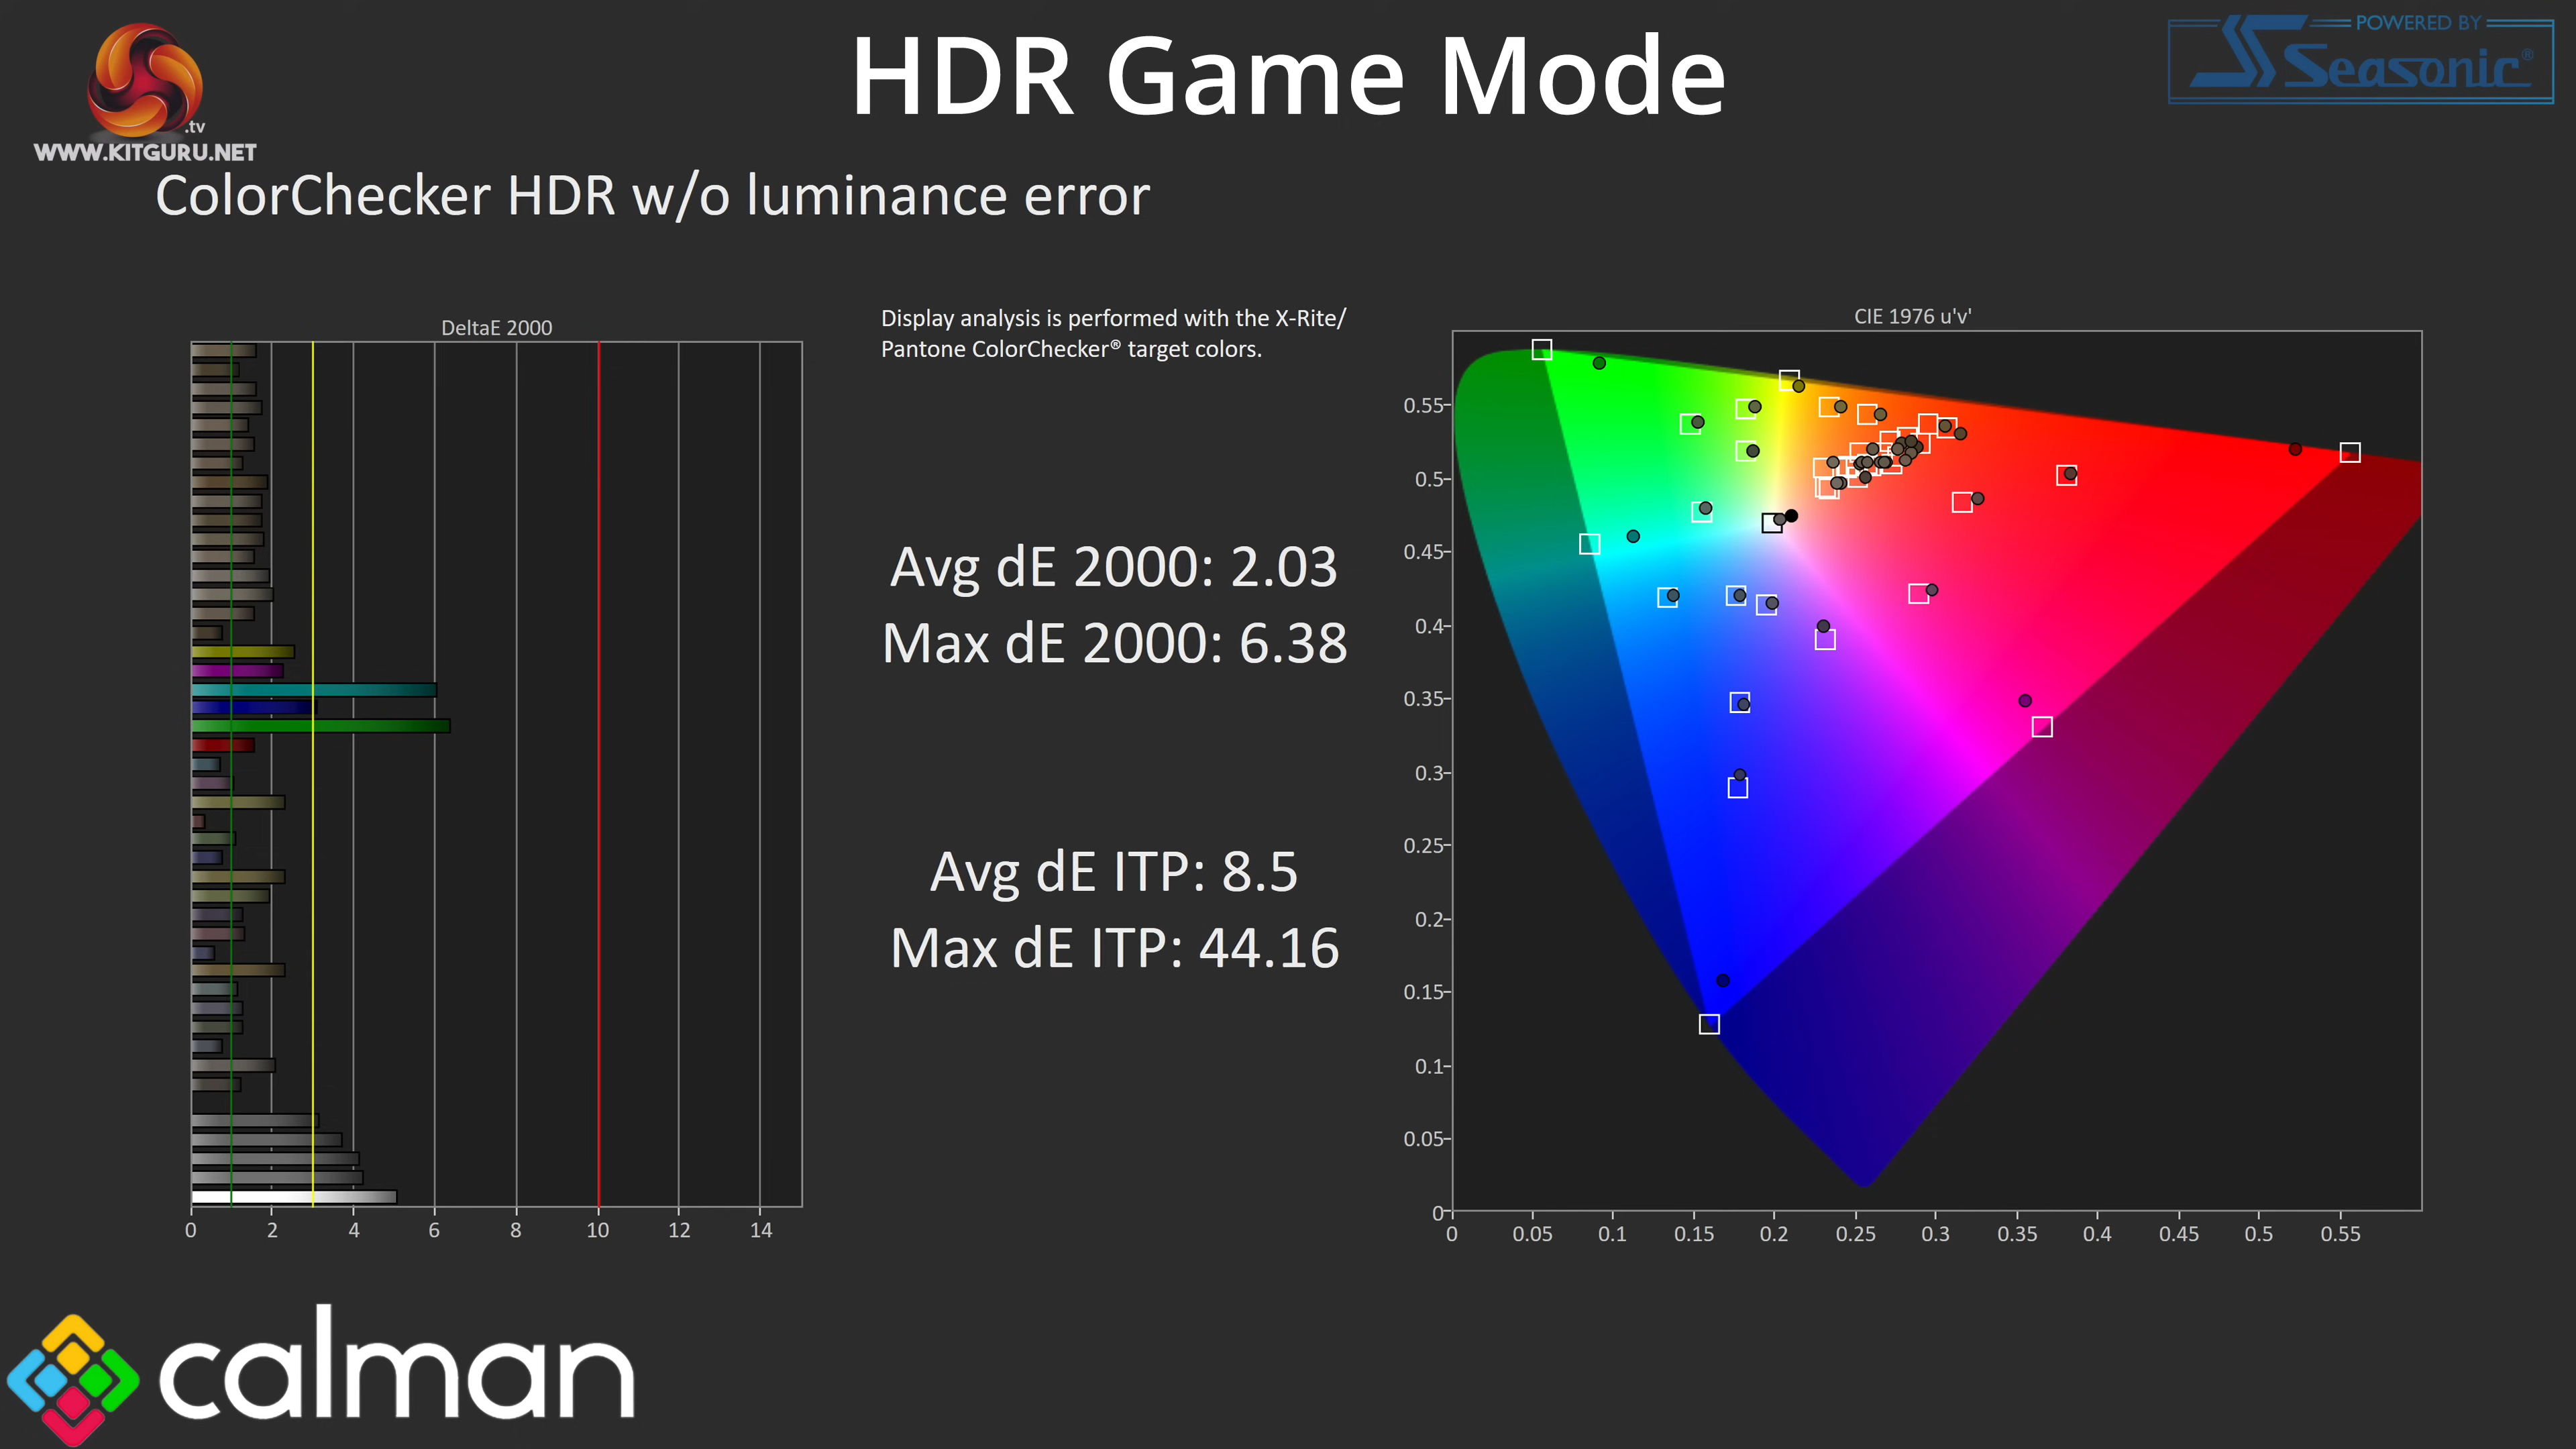 HDR Game Mode
POWERED BY
Seasonic®
.tv
WWW.KITGURU.NET
ColorChecker HDR w/o luminance error
DeltaE 2000
0 2 4 6 8 10 12 14
Display analysis is performed with the X-Rite/
Pantone ColorChecker® target colors.
Avg dE 2000: 2.03
Max dE 2000: 6.38
Avg dE ITP: 8.5
Max dE ITP: 44.16
CIE 1976 u'v'
0.55
0.5
0.45
0.4
0.35
0.3
0.25
0.2
0.15
0.1
0.05
0
0 0.05 0.1 0.15 0.2 0.25 0.3 0.35 0.4 0.45 0.5 0.55
calman